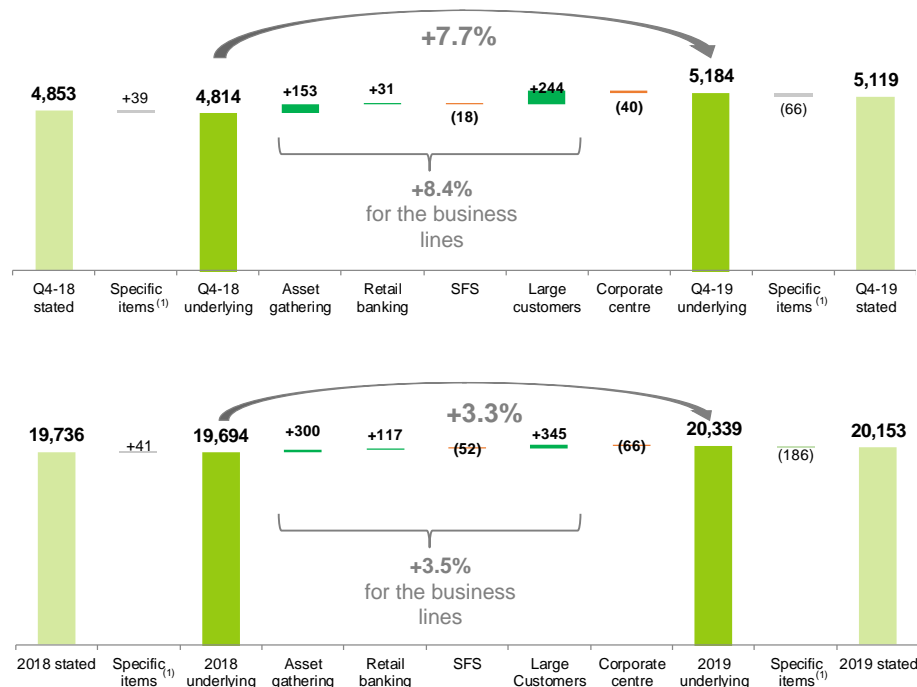 +7.7%
4,853
+39
4,814
+153
+31
(18)
+244
(40)
5,184
(66)
5,119
+8.4%
for the business
lines
Q4-18 stated
Specific items (1)
Q4-18 underlying
Asset gathering
Retail banking
SFS
Large customers
Corporate centre
Q4-19 underlying
Specific items (1)
Q4-19 stated
+3.3%
19,736
+41
19,694
+300
+117
(52)
+345
(66)
20,339
(186)
20,153
+3.5%
for the business
lines
2018 stated
Specific items (1)
2018 underlying
Asset gathering
Retail banking
SFS
Large Customers
Corporate centre
2019 underlying
Specific items (1)
2019 stated